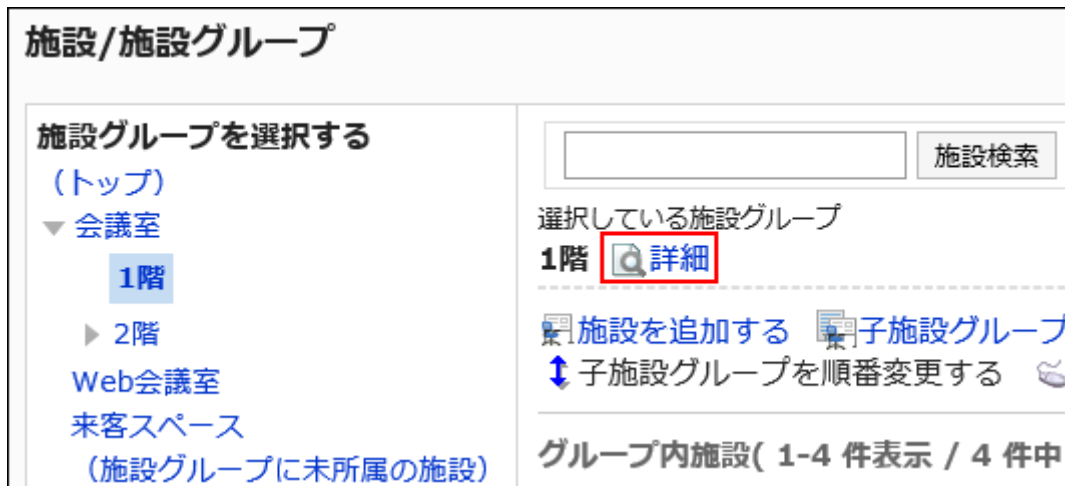 施設/施設グループ
施設グループを選択する
(トップ)
会議室
1階
2階
Web会議室
来客スペース
(施設グループに未所属の施設)
施設検索
選択している施設グループ
1階 詳細
施設を追加する 子施設グループ
子施設グループを順番変更する
グループ内施設( 1-4 件表示 / 4 件中